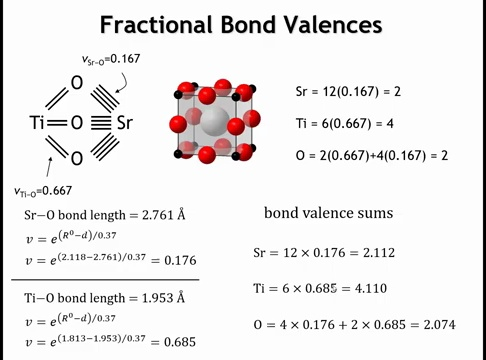 Fractional Bond Valences
vSr–O=0.167
O
Ti = O Sr
O
vTi–O=0.667
Sr = 12(0.167) = 2
Ti = 6(0.667) = 4
O = 2(0.667)+4(0.167) = 2
Sr−O bond length = 2.761 Å
v = e^(R⁰−d)/0.37
v = e^(2.118−2.761)/0.37 = 0.176
Ti−O bond length = 1.953 Å
v = e^(R⁰−d)/0.37
v = e^(1.813−1.953)/0.37 = 0.685
bond valence sums
Sr = 12 × 0.176 = 2.112
Ti = 6 × 0.685 = 4.110
O = 4 × 0.176 + 2 × 0.685 = 2.074